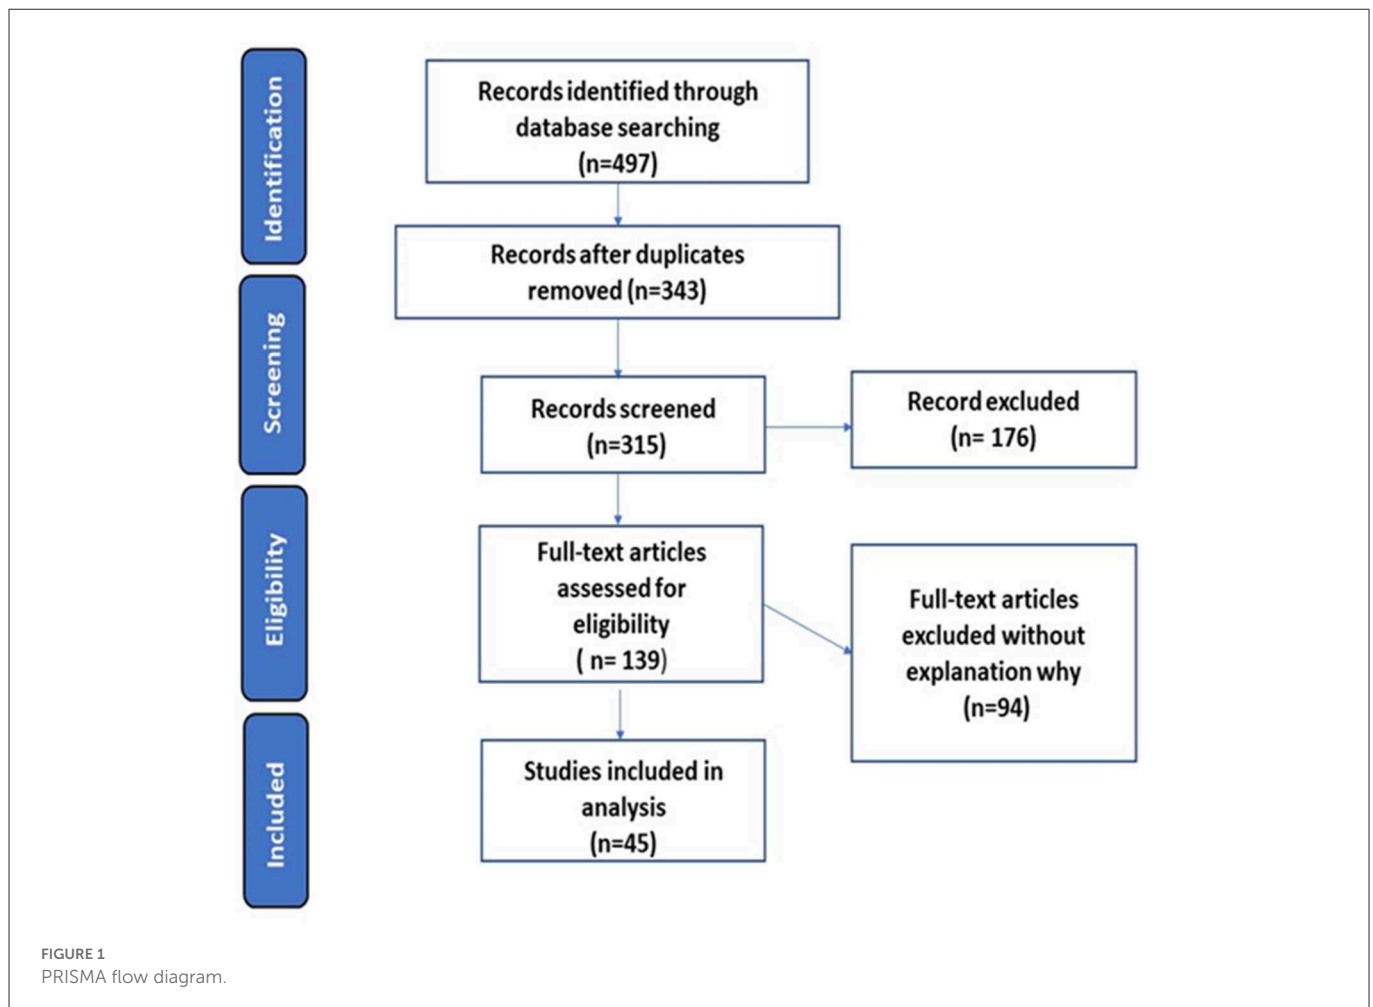 Identification
Records identified through
database searching
(n=497)
Records after duplicates
removed (n=343)
Screening
Records screened
(n=315)
Record excluded
(n= 176)
Eligibility
Full-text articles
assessed for
eligibility
( n= 139)
Full-text articles
excluded without
explanation why
(n=94)
Included
Studies included in
analysis
(n=45)
FIGURE 1
PRISMA flow diagram.